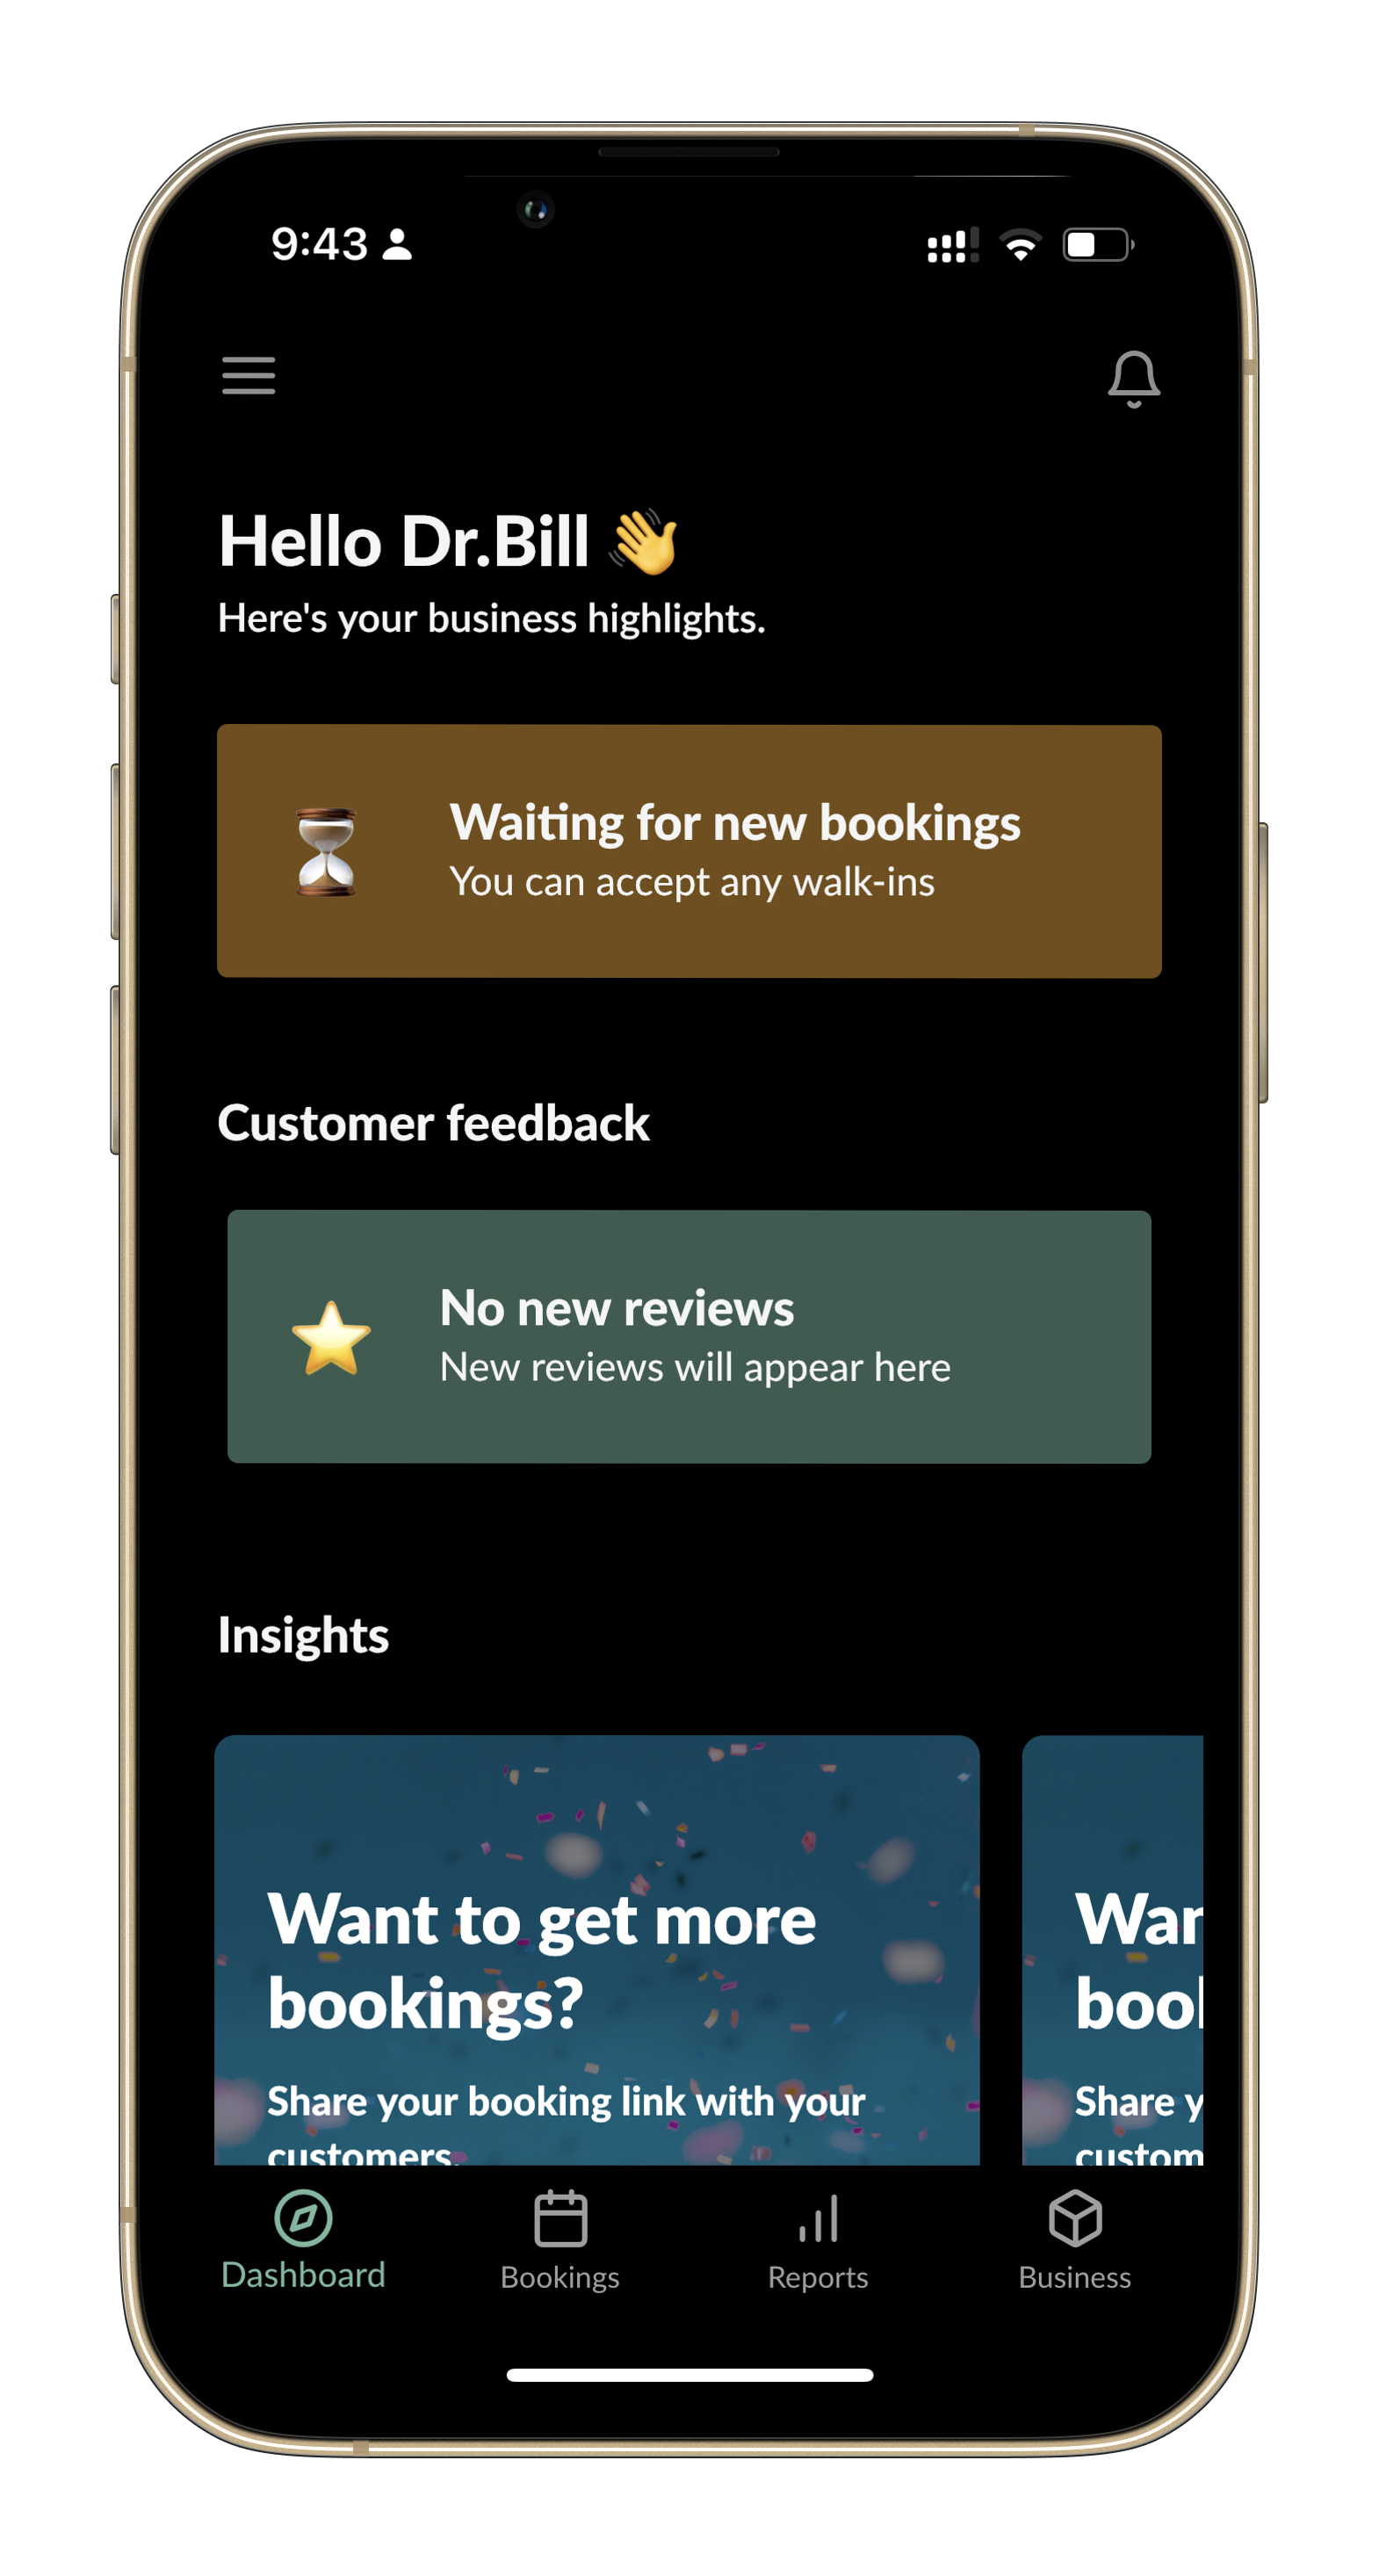 9:43
Hello Dr.Bill 👋
Here's your business highlights.
Waiting for new bookings
You can accept any walk-ins
Customer feedback
No new reviews
New reviews will appear here
Insights
Want to get more
bookings?
Share your booking link with your
customers.
Wan
book
Share y
custom
Dashboard
Bookings
Reports
Business